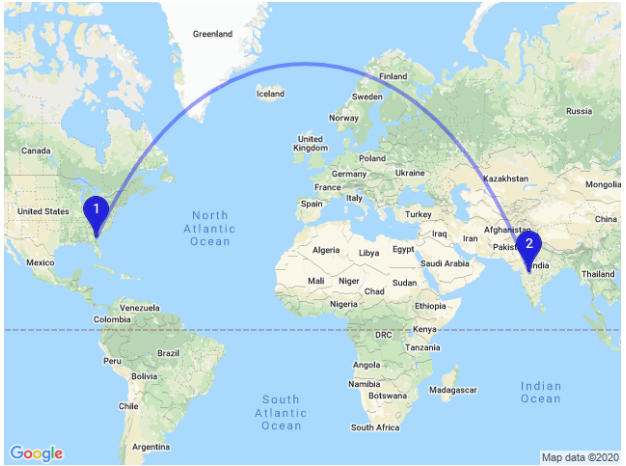 Greenland
Iceland
Finland
Sweden
Norway
Russia
United
Kingdom
Canada
Poland
Germany
Ukraine
Kazakhstan
Mongolia
France
Italy
1
Spain
United States
North
Atlantic
Ocean
Turkey
China
Afghanistan
2
Iraq
Iran
Pakist
Algeria
Libya
Egypt
Mexico
Saudi Arabia
ndia
Thailand
Mali
Niger
Chad
Sudan
Nigeria
Ethiopia
Venezuela
Colombia
DRC
Kenya
Tanzania
Peru
Brazil
Bolivia
Angola
Namibia
Botswana
Madagascar
Indian
Ocean
South
Atlantic
Ocean
Chile
South Africa
Argentina
Google
Map data ©2020